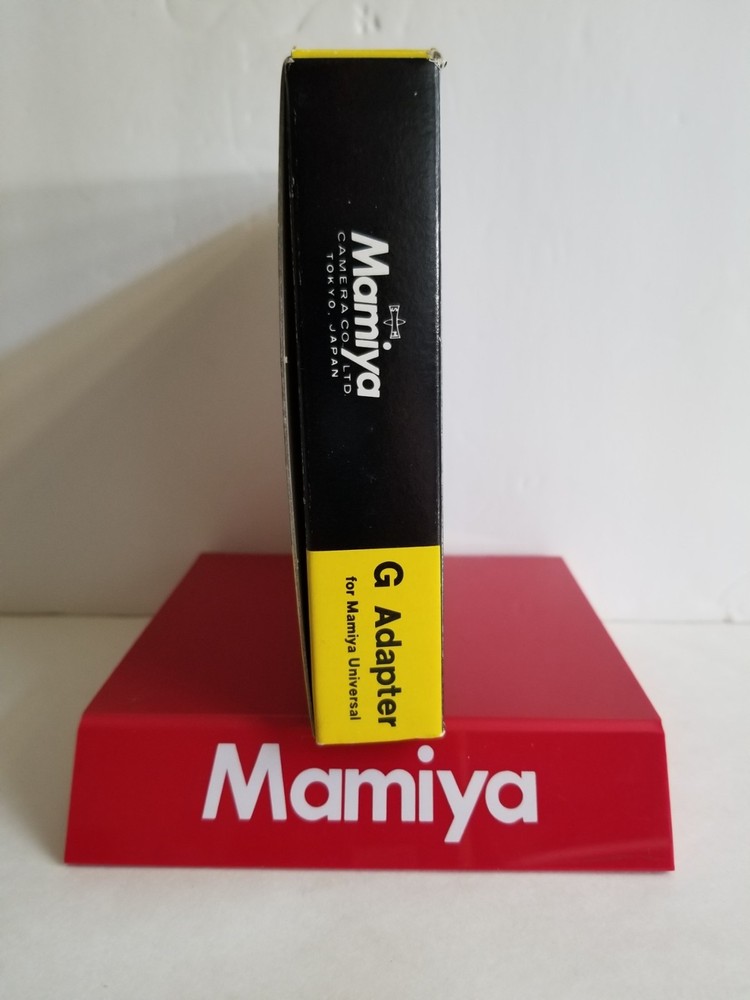 Mamiya
CAMERA CO., LTD.
TOKYO, JAPAN
G Adapter
for Mamiya Universal
Mamiya